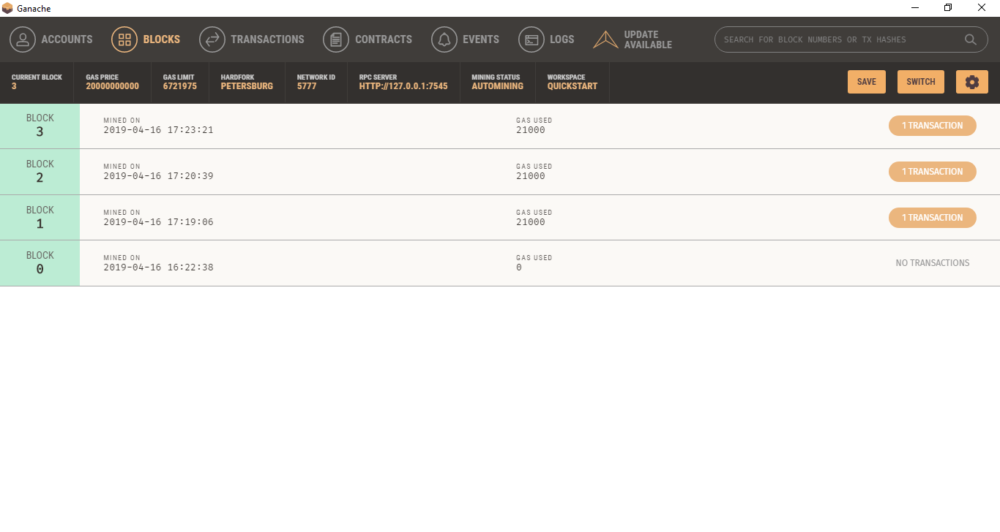 Ganache
ACCOUNTS BLOCKS TRANSACTIONS CONTRACTS EVENTS LOGS UPDATE AVAILABLE SEARCH FOR BLOCK NUMBERS OR TX HASHES
CURRENT BLOCK GAS PRICE GAS LIMIT HARDFORK NETWORK ID RPC SERVER MINING STATUS WORKSPACE
3 20000000000 6721975 PETERSBURG 5777 HTTP://127.0.0.1:7545 AUTOMINING QUICKSTART
SAVE SWITCH
BLOCK MINED ON GAS USED
3 2019-04-16 17:23:21 21000 1 TRANSACTION
BLOCK MINED ON GAS USED
2 2019-04-16 17:20:39 21000 1 TRANSACTION
BLOCK MINED ON GAS USED
1 2019-04-16 17:19:06 21000 1 TRANSACTION
BLOCK MINED ON GAS USED
0 2019-04-16 16:22:38 0 NO TRANSACTIONS